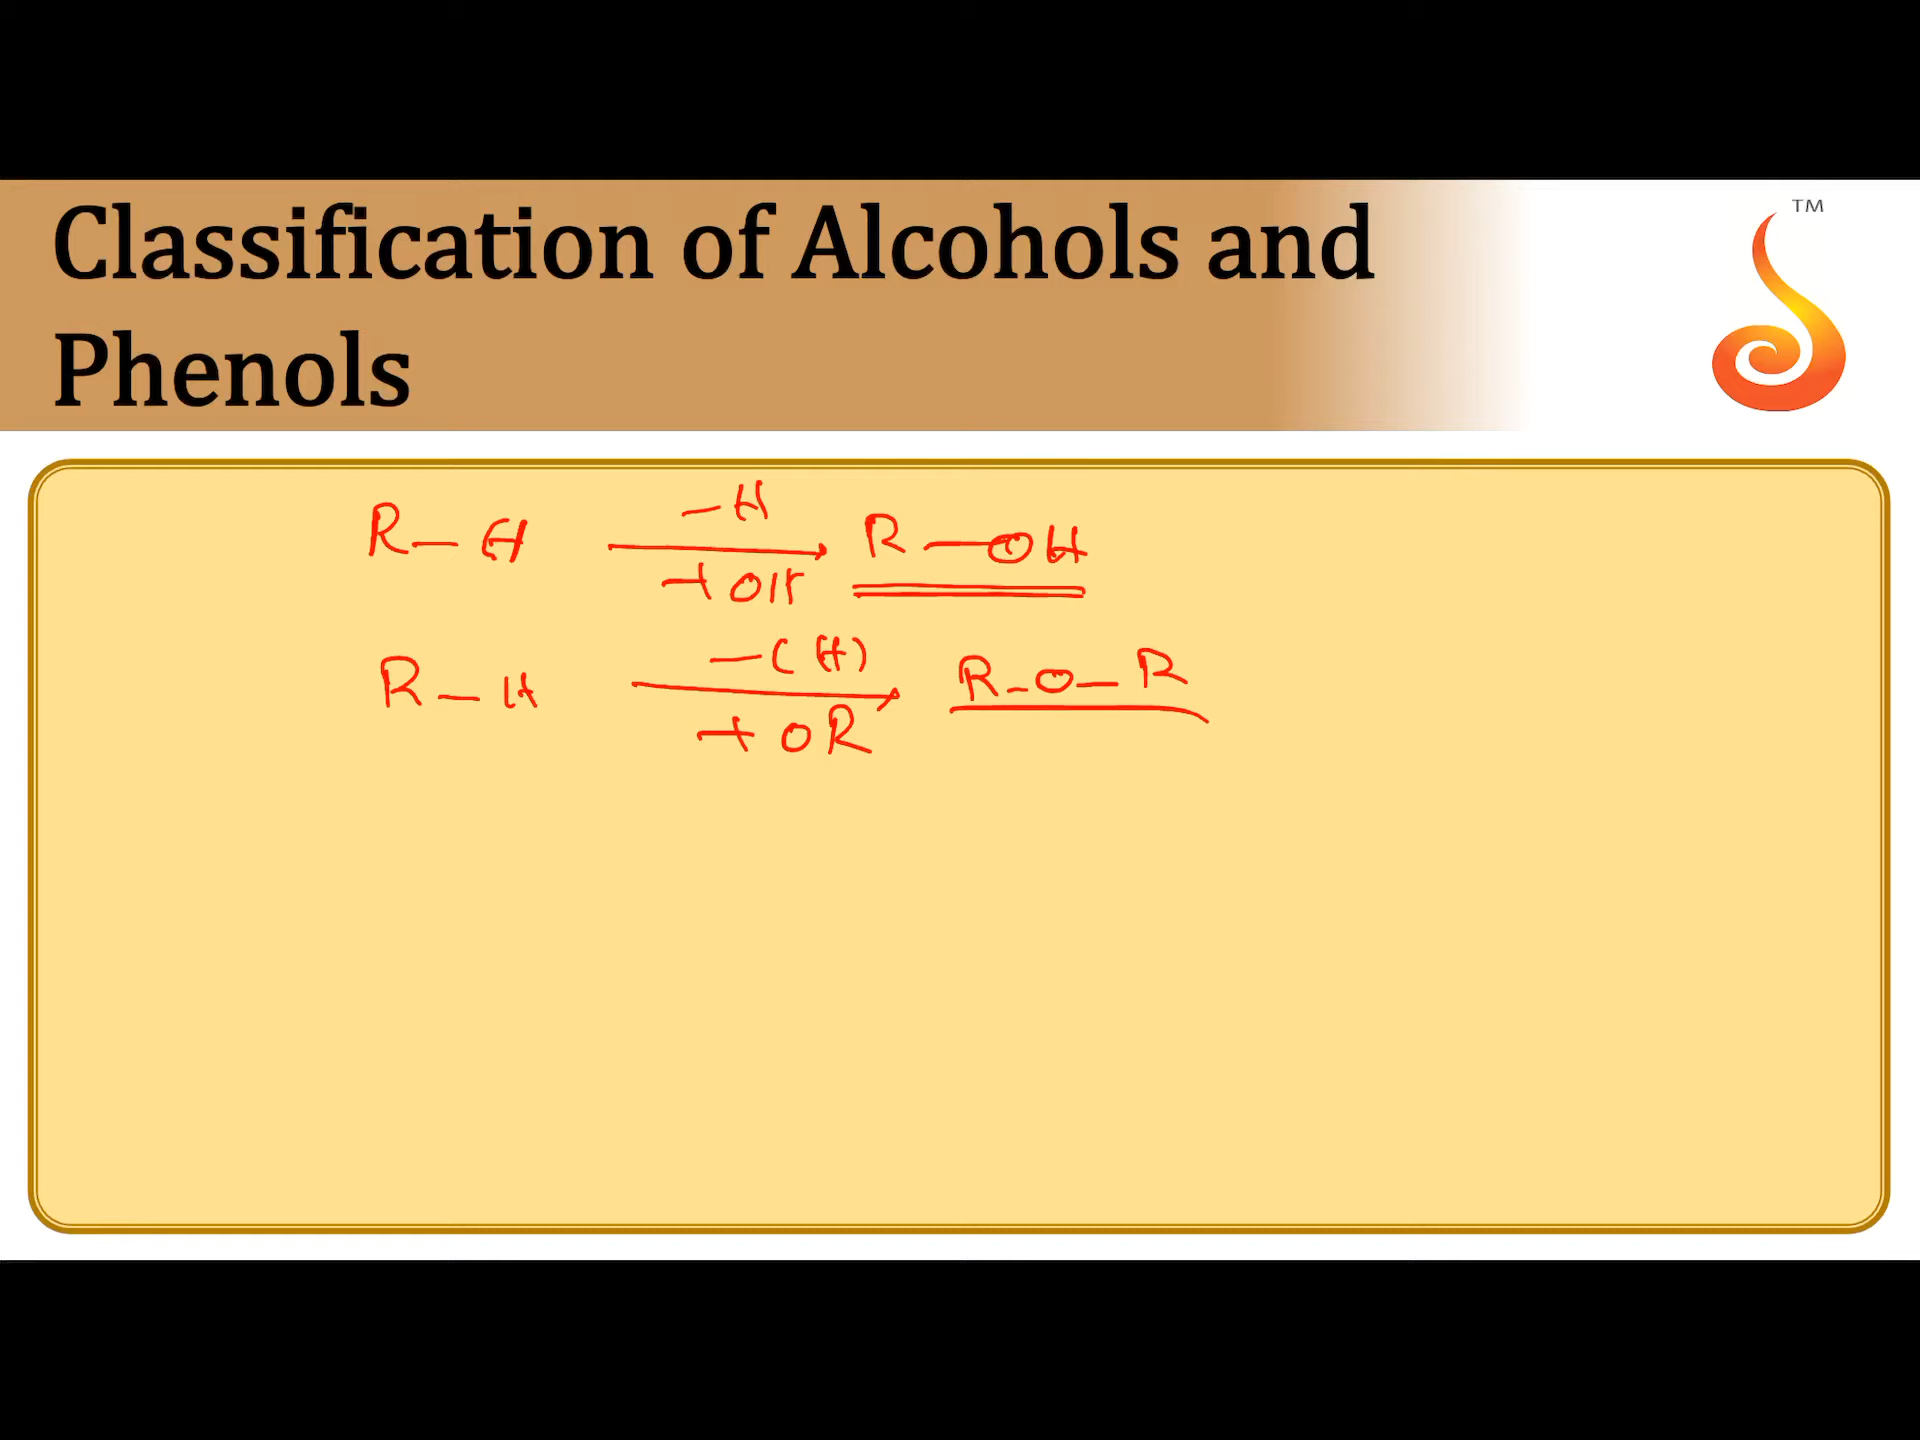 Classification of Alcohols and
Phenols
TM
R-H —H → +OH R—OH
R-H —(H) → +OR R-O-R